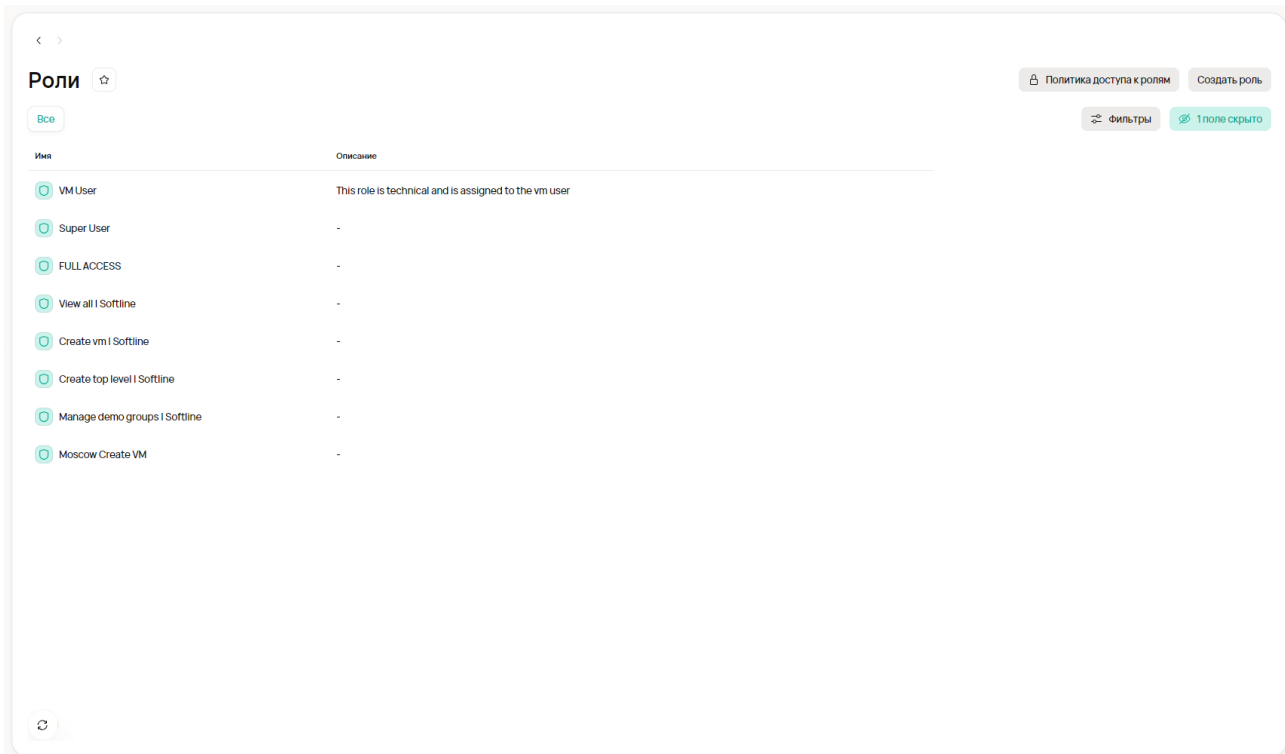 Роли
Политика доступа к ролям
Создать роль
Все
Фильтры
1 поле скрыто
Имя
Описание
VM User
This role is technical and is assigned to the vm user
Super User
-
FULL ACCESS
-
View all | Softline
-
Create vm | Softline
-
Create top level | Softline
-
Manage demo groups | Softline
-
Moscow Create VM
-